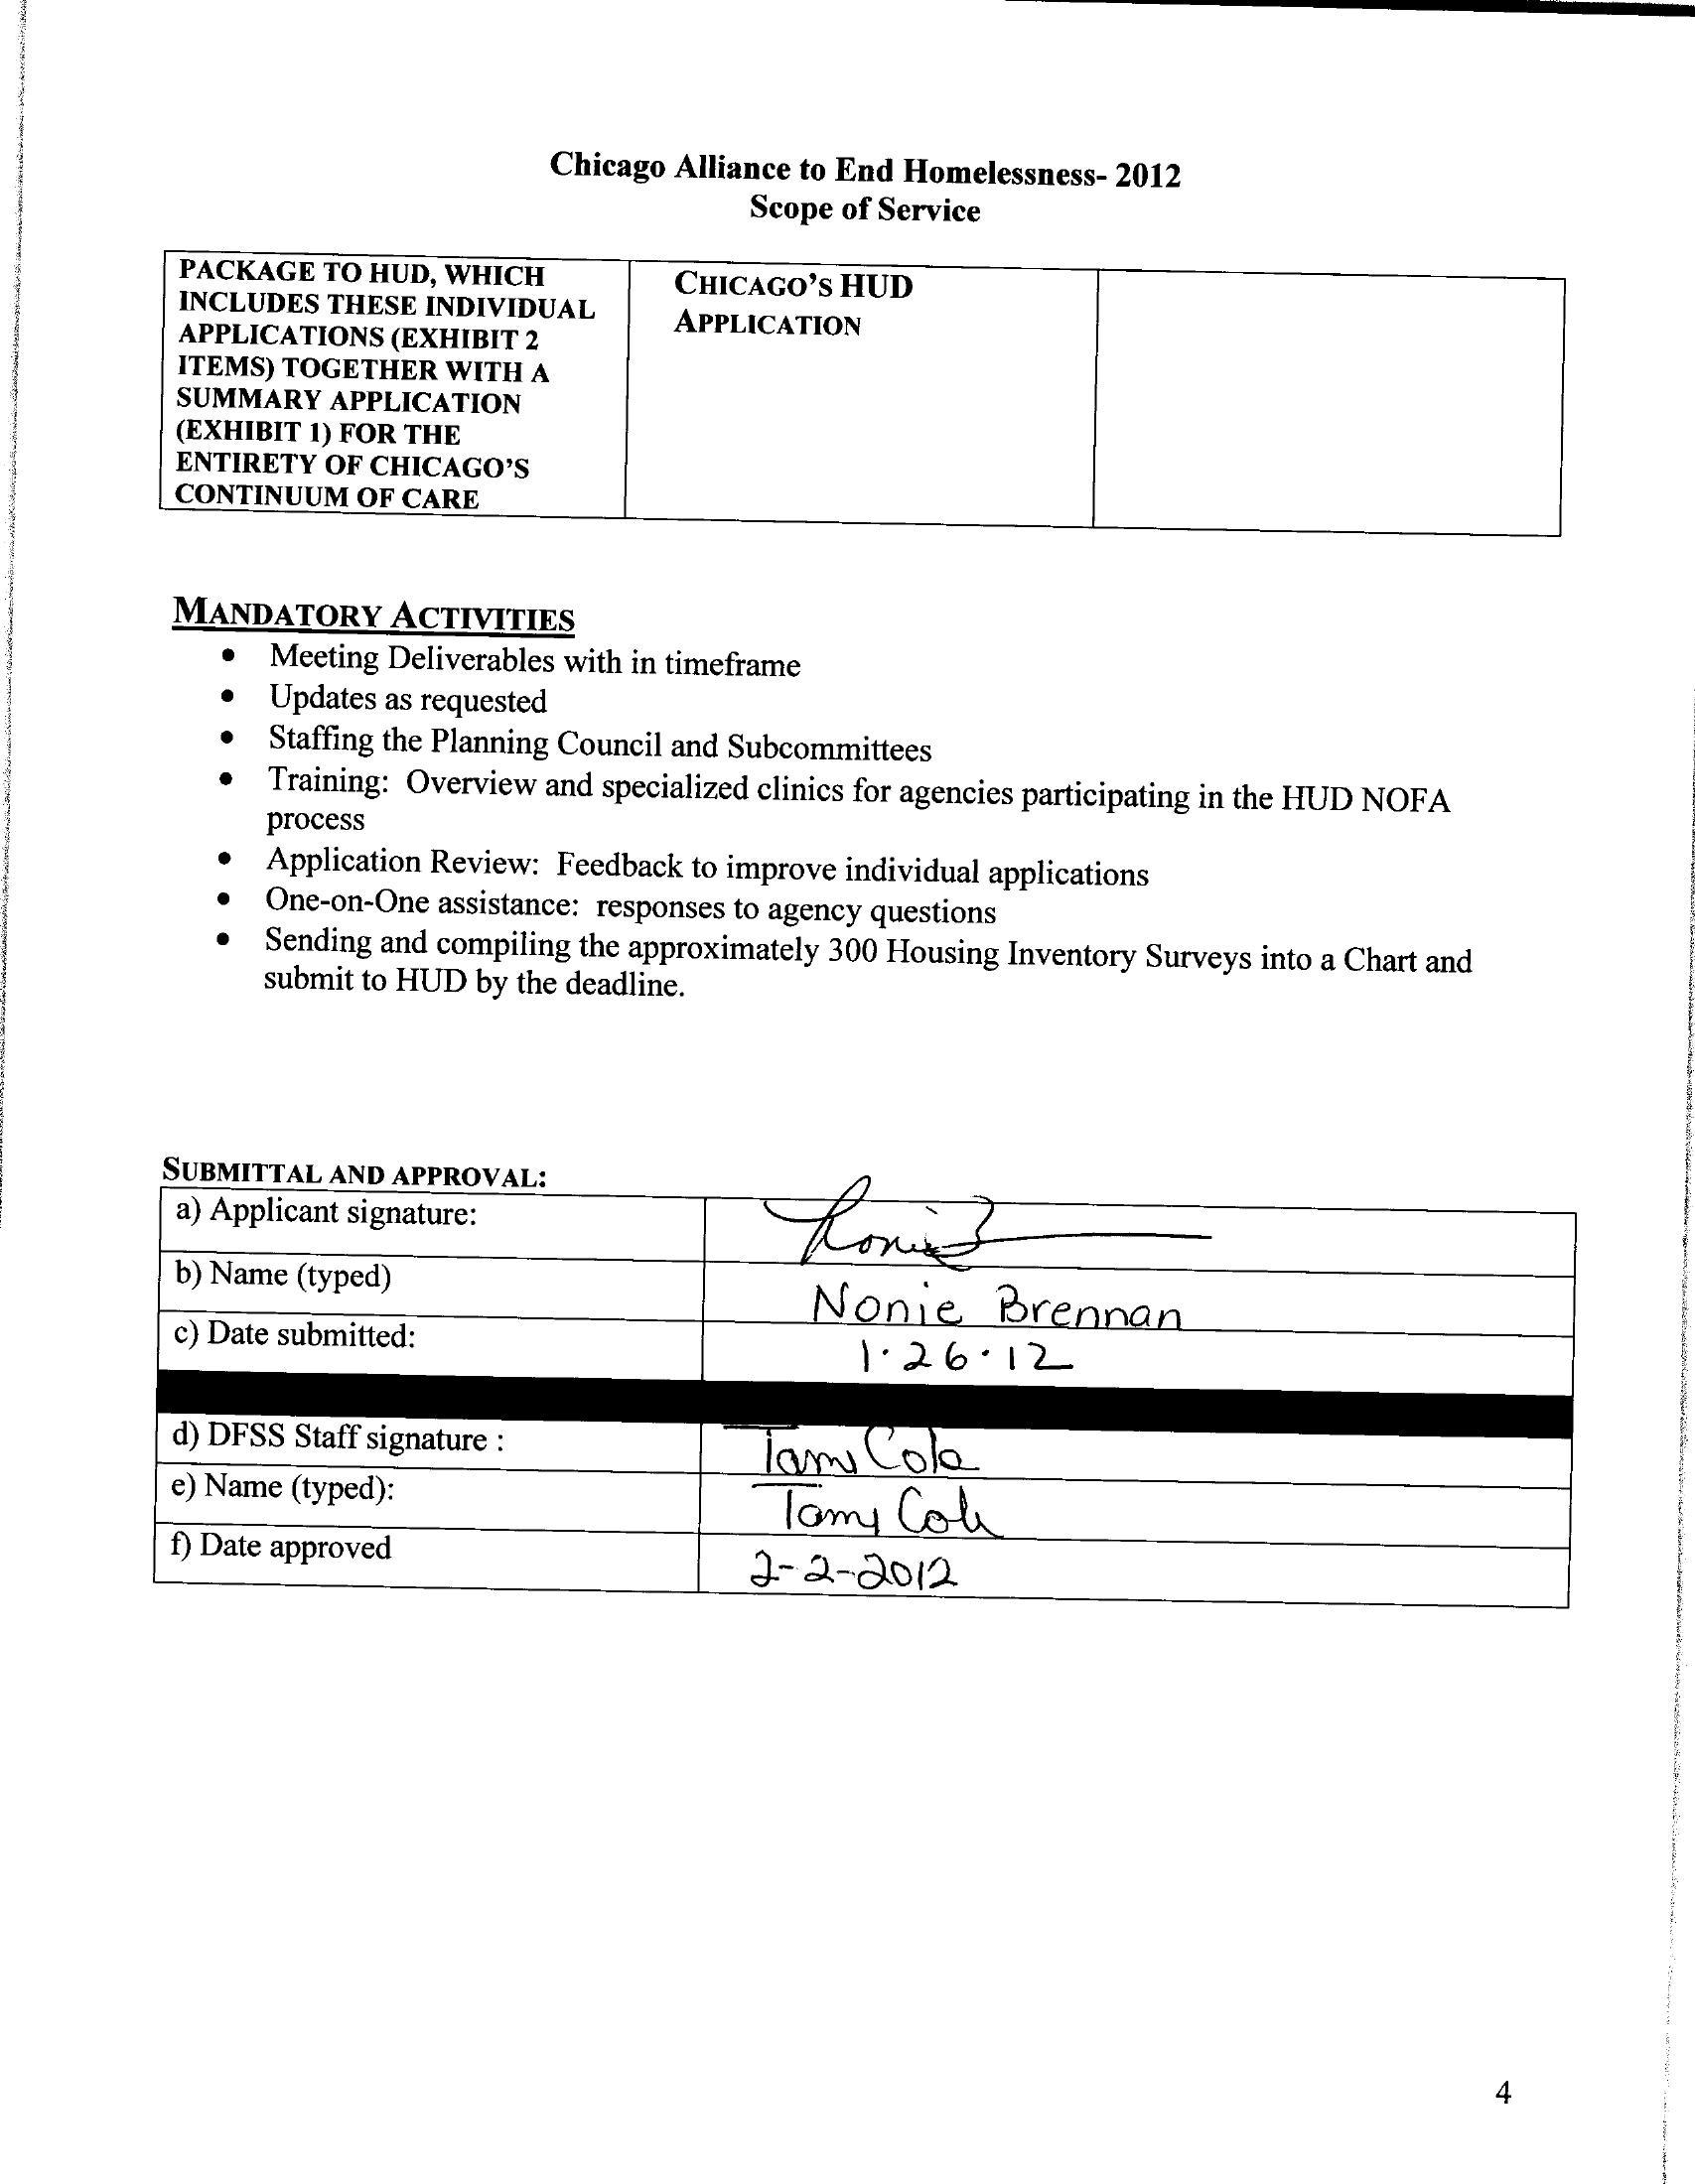 Chicago Alliance to End Homelessness- 2012
Scope of Service
PACKAGE TO HUD, WHICH
INCLUDES THESE INDIVIDUAL
APPLICATIONS (EXHIBIT 2
ITEMS) TOGETHER WITH A
SUMMARY APPLICATION
(EXHIBIT 1) FOR THE
ENTIRETY OF CHICAGO'S
CONTINUUM OF CARE
CHICAGO'S HUD
APPLICATION
MANDATORY ACTIVITIES
• Meeting Deliverables with in timeframe
• Updates as requested
• Staffing the Planning Council and Subcommittees
• Training: Overview and specialized clinics for agencies participating in the HUD NOFA
process
• Application Review: Feedback to improve individual applications
• One-on-One assistance: responses to agency questions
• Sending and compiling the approximately 300 Housing Inventory Surveys into a Chart and
submit to HUD by the deadline.
SUBMITTAL AND APPROVAL:
a) Applicant signature: Nonie B
b) Name (typed) Nonie Brennan
c) Date submitted: 1·26·12
d) DFSS Staff signature : Tami Cole
e) Name (typed): Cole
f) Date approved 2-2-2012
4